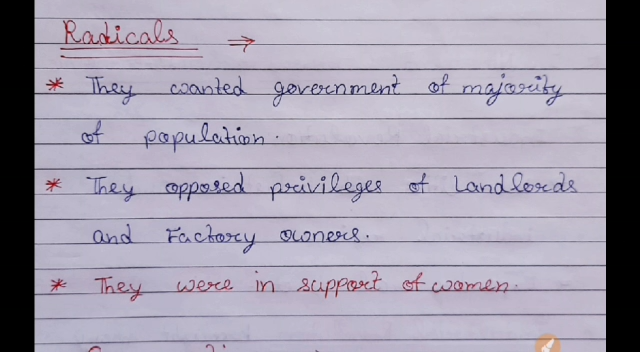 Radicals ⇒
* They wanted government of majority
of population.
* They opposed privileges of Landlords
and Factory owners.
* They were in support of women.